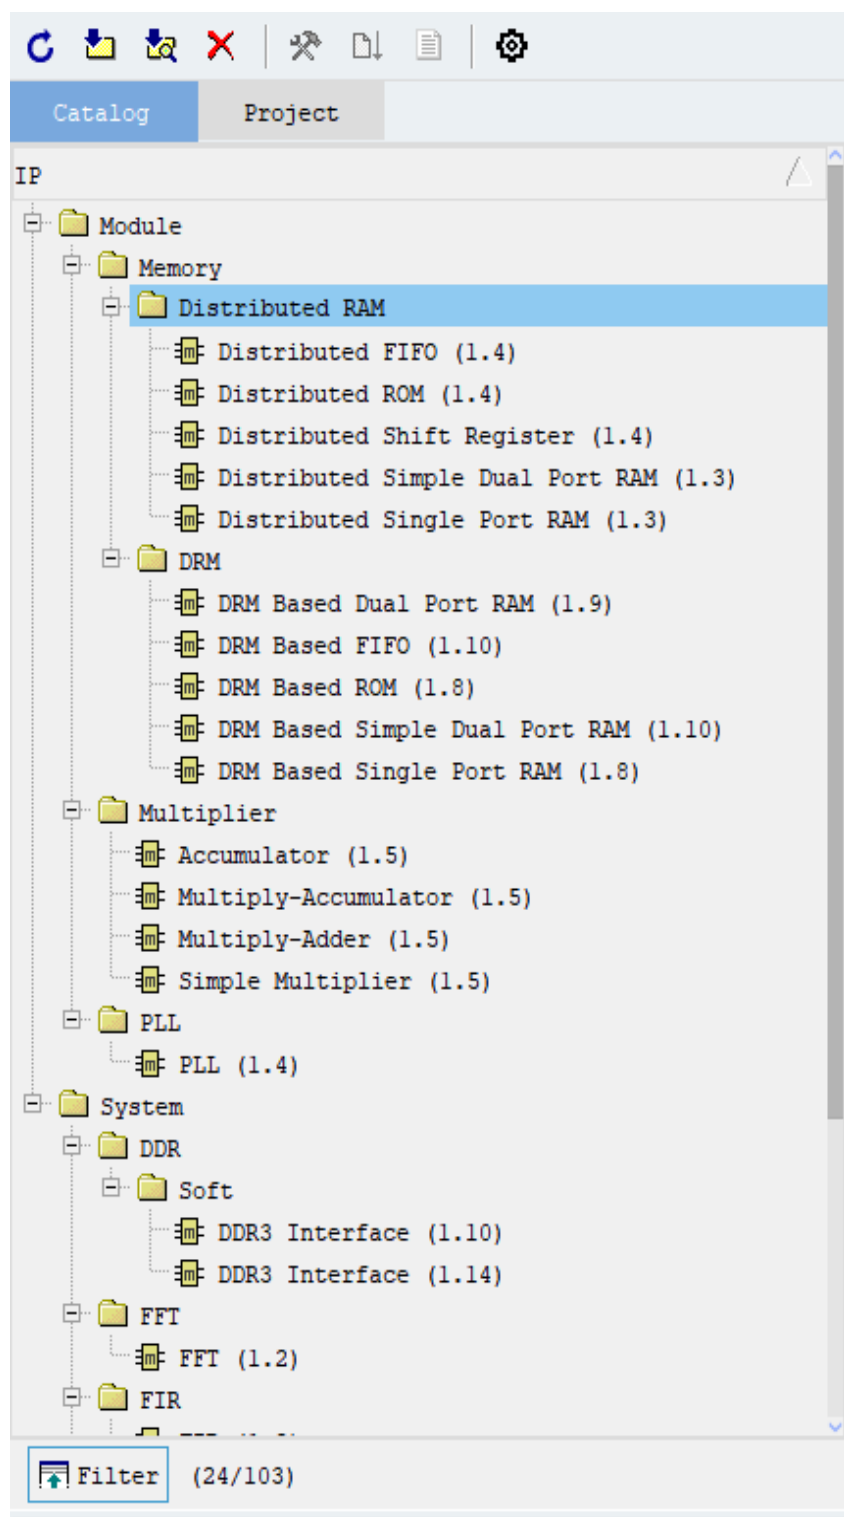 Catalog Project
IP
Module
Memory
Distributed RAM
Distributed FIFO (1.4)
Distributed ROM (1.4)
Distributed Shift Register (1.4)
Distributed Simple Dual Port RAM (1.3)
Distributed Single Port RAM (1.3)
DRM
DRM Based Dual Port RAM (1.9)
DRM Based FIFO (1.10)
DRM Based ROM (1.8)
DRM Based Simple Dual Port RAM (1.10)
DRM Based Single Port RAM (1.8)
Multiplier
Accumulator (1.5)
Multiply-Accumulator (1.5)
Multiply-Adder (1.5)
Simple Multiplier (1.5)
PLL
PLL (1.4)
System
DDR
Soft
DDR3 Interface (1.10)
DDR3 Interface (1.14)
FFT
FFT (1.2)
FIR
Filter (24/103)